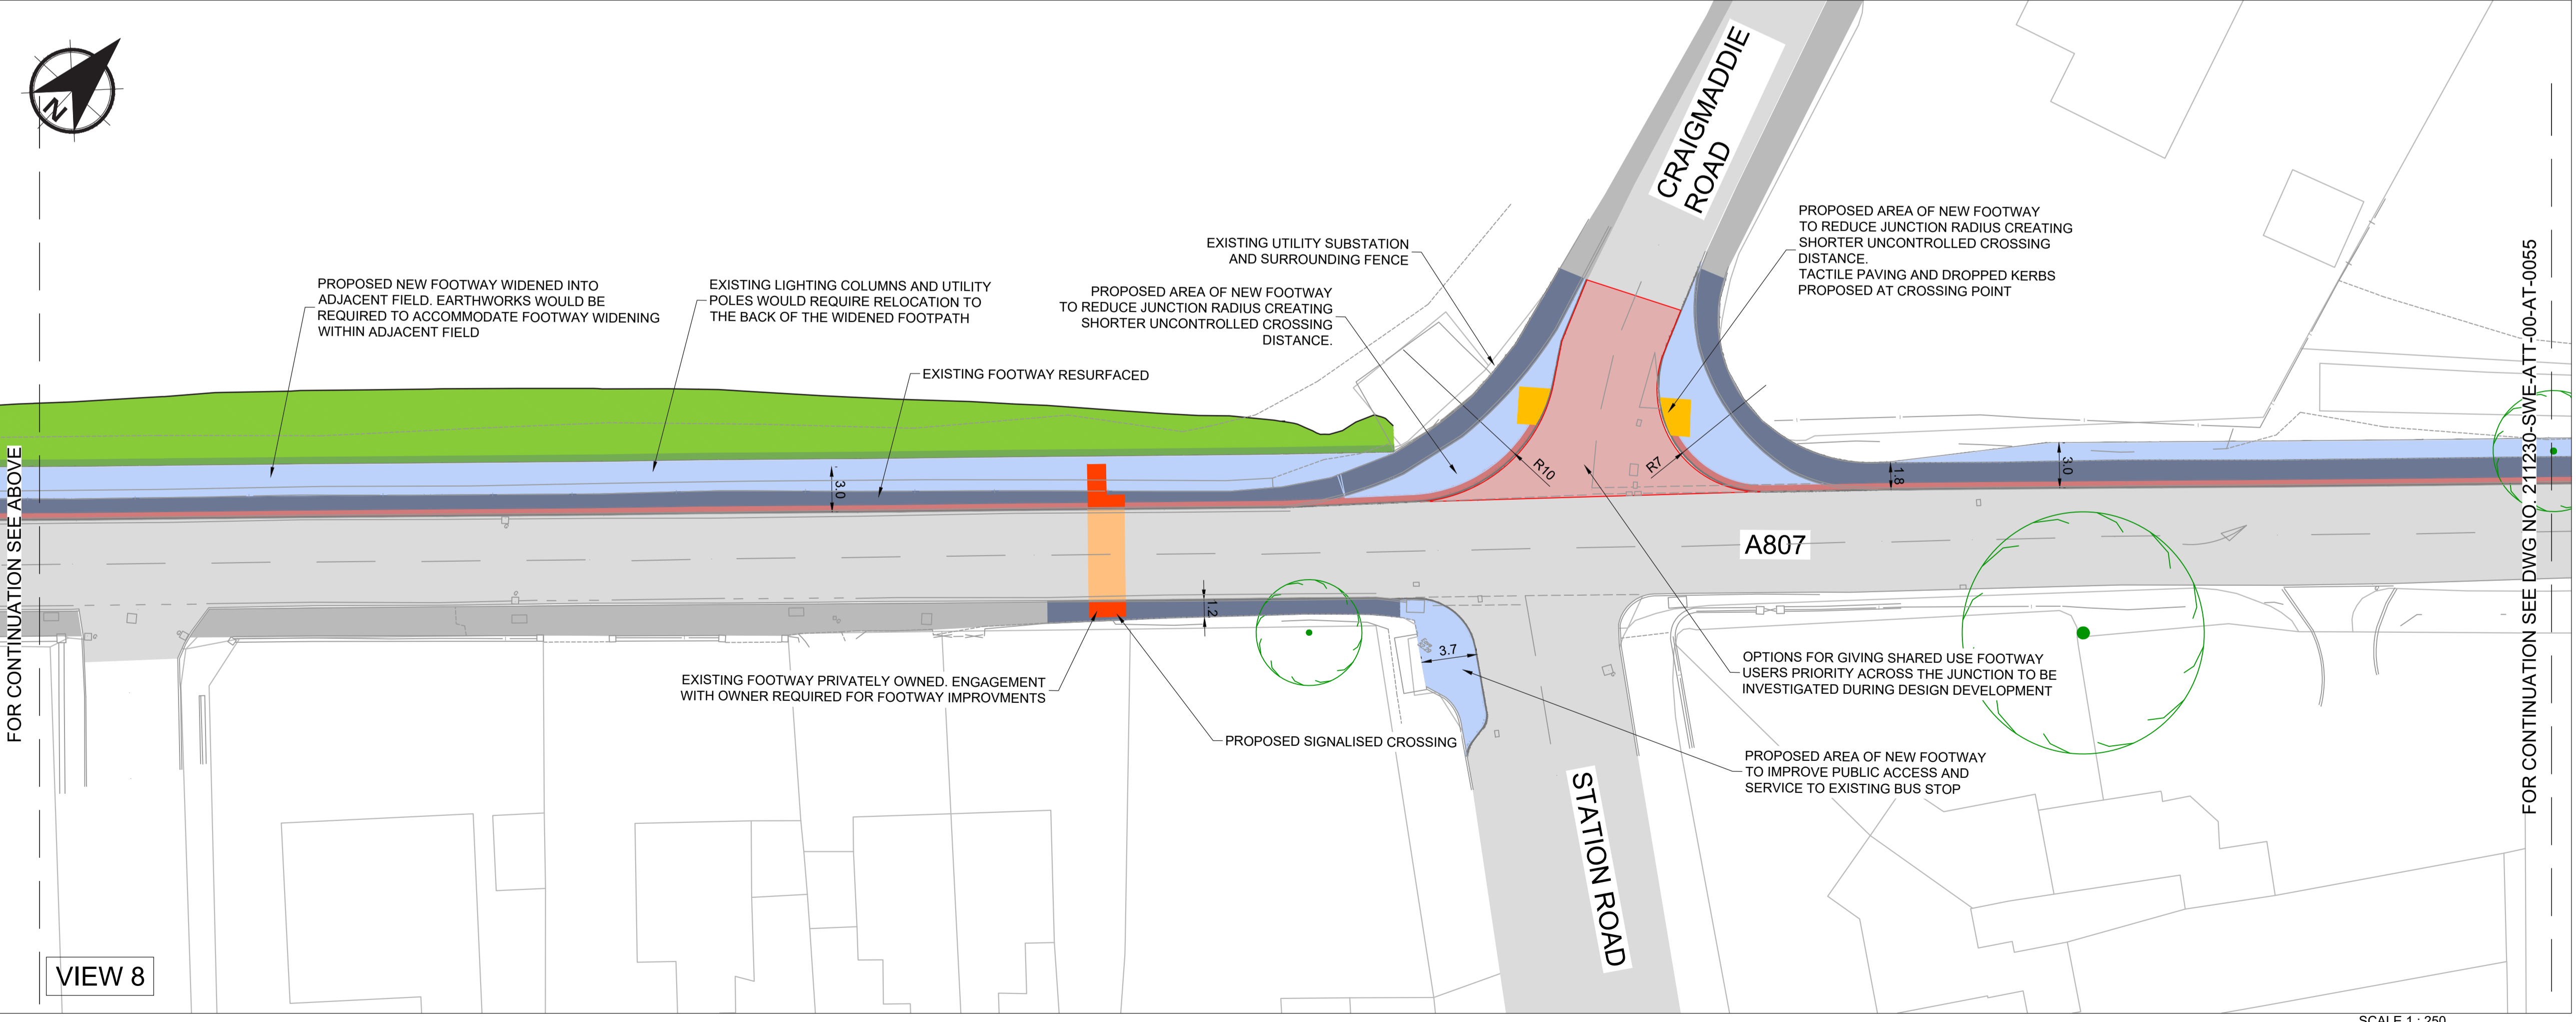 N
CRAIGMADDIE
ROAD
PROPOSED AREA OF NEW FOOTWAY
TO REDUCE JUNCTION RADIUS CREATING
SHORTER UNCONTROLLED CROSSING
DISTANCE.
TACTILE PAVING AND DROPPED KERBS
PROPOSED AT CROSSING POINT
EXISTING UTILITY SUBSTATION
AND SURROUNDING FENCE
PROPOSED NEW FOOTWAY WIDENED INTO
ADJACENT FIELD. EARTHWORKS WOULD BE
REQUIRED TO ACCOMMODATE FOOTWAY WIDENING
WITHIN ADJACENT FIELD
EXISTING LIGHTING COLUMNS AND UTILITY
POLES WOULD REQUIRE RELOCATION TO
THE BACK OF THE WIDENED FOOTPATH
PROPOSED AREA OF NEW FOOTWAY
TO REDUCE JUNCTION RADIUS CREATING
SHORTER UNCONTROLLED CROSSING
DISTANCE.
EXISTING FOOTWAY RESURFACED
FOR CONTINUATION SEE ABOVE
3.0
R10
R7
1.8
3.0
FOR CONTINUATION SEE DWG NO. 211230-SWE-ATT-00-AT-0055
A807
1.2
3.7
EXISTING FOOTWAY PRIVATELY OWNED. ENGAGEMENT
WITH OWNER REQUIRED FOR FOOTWAY IMPROVMENTS
OPTIONS FOR GIVING SHARED USE FOOTWAY
USERS PRIORITY ACROSS THE JUNCTION TO BE
INVESTIGATED DURING DESIGN DEVELOPMENT
PROPOSED SIGNALISED CROSSING
PROPOSED AREA OF NEW FOOTWAY
TO IMPROVE PUBLIC ACCESS AND
SERVICE TO EXISTING BUS STOP
STATION ROAD
VIEW 8
SCALE 1 : 250